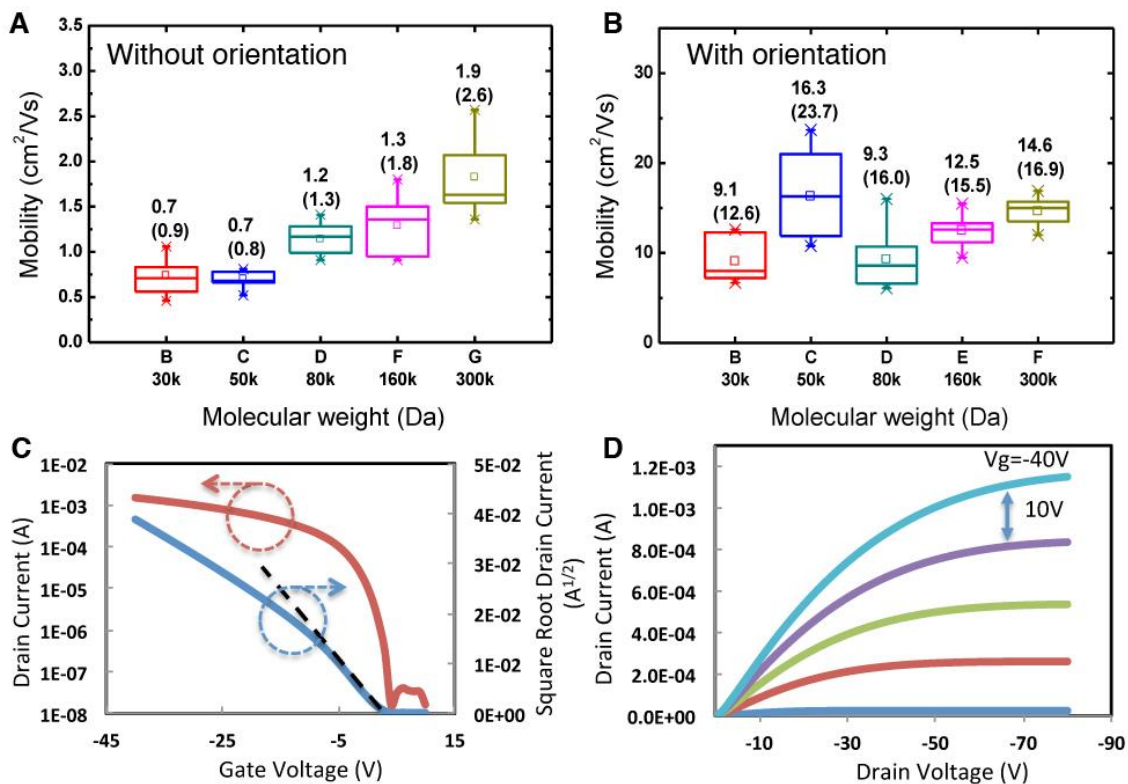 A
Without orientation
Mobility (cm²/Vs)
3.5
3.0
2.5
2.0
1.5
1.0
0.5
0.0
0.7
(0.9)
0.7
(0.8)
1.2
(1.3)
1.3
(1.8)
1.9
(2.6)
B C D F G
30k 50k 80k 160k 300k
Molecular weight (Da)
B
With orientation
Mobility (cm²/Vs)
30
20
10
0
9.1
(12.6)
16.3
(23.7)
9.3
(16.0)
12.5
(15.5)
14.6
(16.9)
B C D E F
30k 50k 80k 160k 300k
Molecular weight (Da)
C
Drain Current (A)
1E-02
1E-03
1E-04
1E-05
1E-06
1E-07
1E-08
5E-02
4E-02
3E-02
2E-02
1E-02
0E+00
Square Root Drain Current
(A^1/2)
-45 -25 -5 15
Gate Voltage (V)
D
Drain Current (A)
1.2E-03
1.0E-03
8.0E-04
6.0E-04
4.0E-04
2.0E-04
0.0E+00
Vg=-40V
10V
-10 -30 -50 -70 -90
Drain Voltage (V)